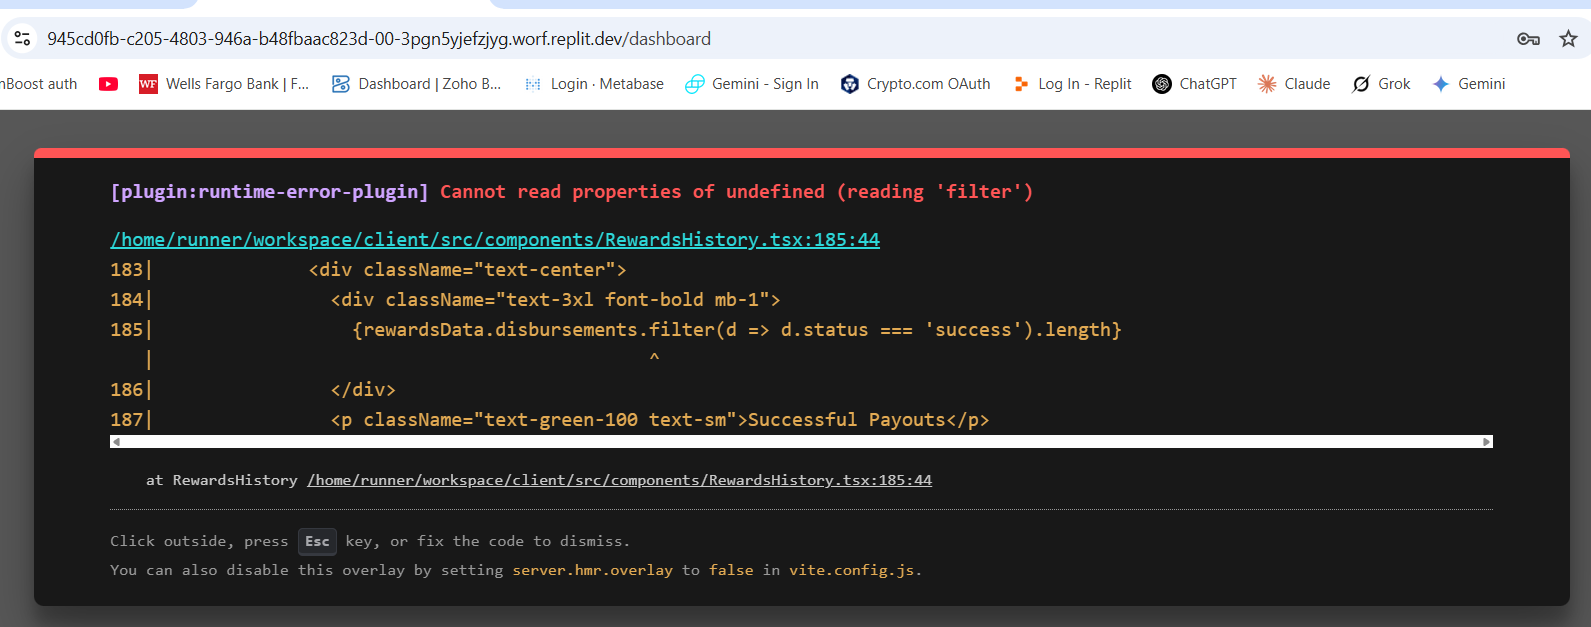 945cd0fb-c205-4803-946a-b48fbaac823d-00-3pgn5yjefzjyg.worf.replit.dev/dashboard
nBoost auth WF Wells Fargo Bank | F... Dashboard | Zoho B... Login · Metabase Gemini - Sign In Crypto.com OAuth Log In - Replit ChatGPT Claude Grok Gemini
[plugin:runtime-error-plugin] Cannot read properties of undefined (reading 'filter')
/home/runner/workspace/client/src/components/RewardsHistory.tsx:185:44
183|              <div className="text-center">
184|                <div className="text-3xl font-bold mb-1">
185|                  {rewardsData.disbursements.filter(d => d.status === 'success').length}
   |                                             ^
186|                </div>
187|                <p className="text-green-100 text-sm">Successful Payouts</p>
at RewardsHistory /home/runner/workspace/client/src/components/RewardsHistory.tsx:185:44
Click outside, press Esc key, or fix the code to dismiss.
You can also disable this overlay by setting server.hmr.overlay to false in vite.config.js.